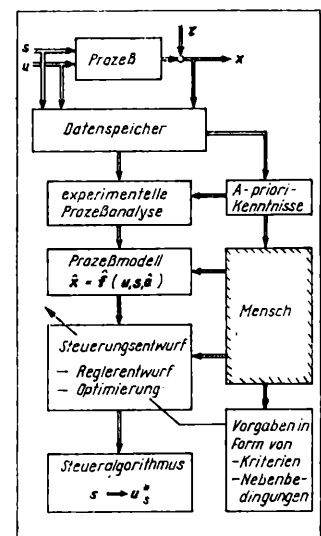 z
s
u
Prozeß
x
Datenspeicher
experimentelle
Prozeßanalyse
A-priori-
Kenntnisse
Prozeßmodell
x̂ = f̂ (u,s,â)
Mensch
Steuerungsentwurf
— Reglerentwurf
— Optimierung
Vorgaben in
Form von
-Kriterien
-Nebenbe-
dingungen
Steueralgorithmus
s → u*s